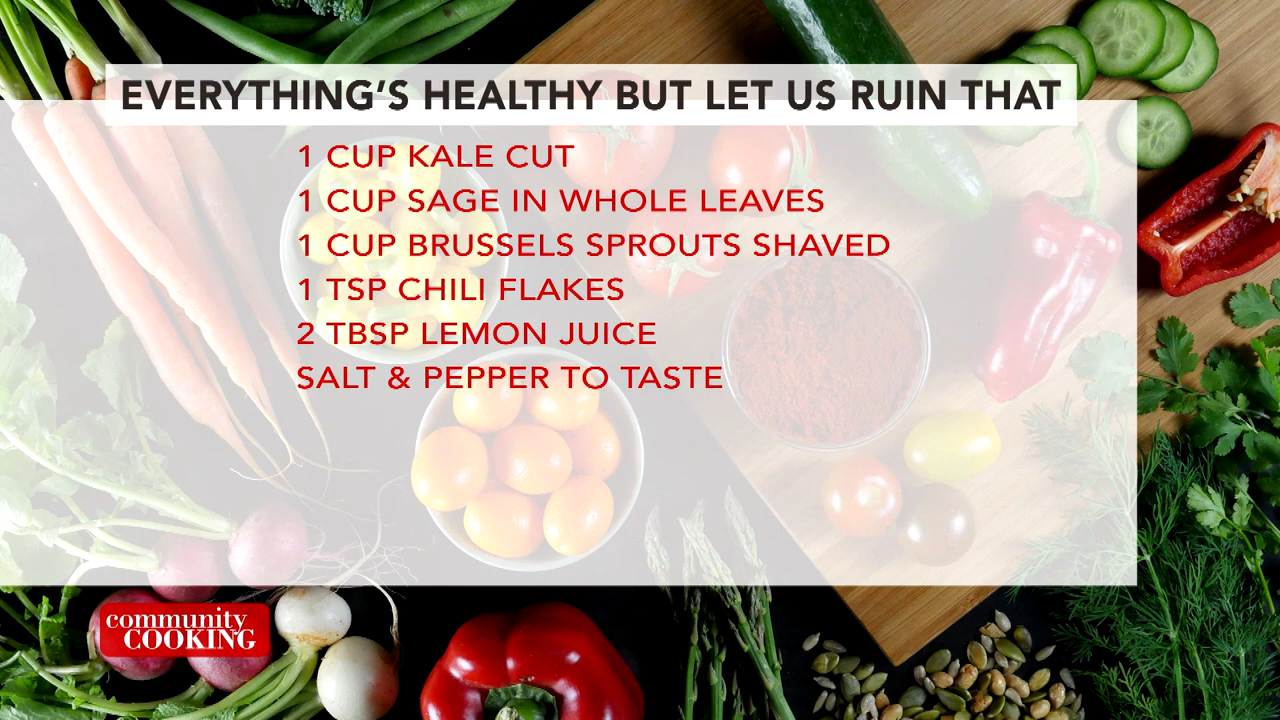 EVERYTHING'S HEALTHY BUT LET US RUIN THAT
1 CUP KALE CUT
1 CUP SAGE IN WHOLE LEAVES
1 CUP BRUSSELS SPROUTS SHAVED
1 TSP CHILI FLAKES
2 TBSP LEMON JUICE
SALT & PEPPER TO TASTE
community
COOKING